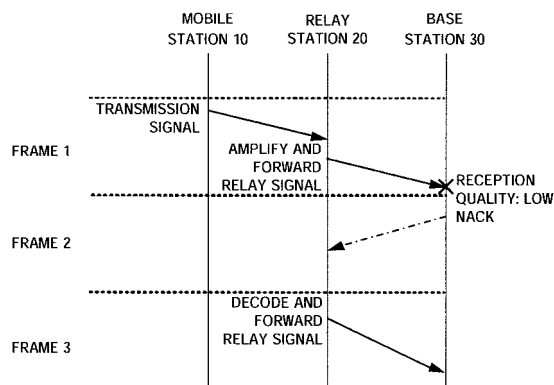 MOBILE
STATION 10
RELAY
STATION 20
BASE
STATION 30
TRANSMISSION
SIGNAL
FRAME 1
AMPLIFY AND
FORWARD
RELAY SIGNAL
RECEPTION
QUALITY: LOW
NACK
FRAME 2
DECODE AND
FORWARD
RELAY SIGNAL
FRAME 3